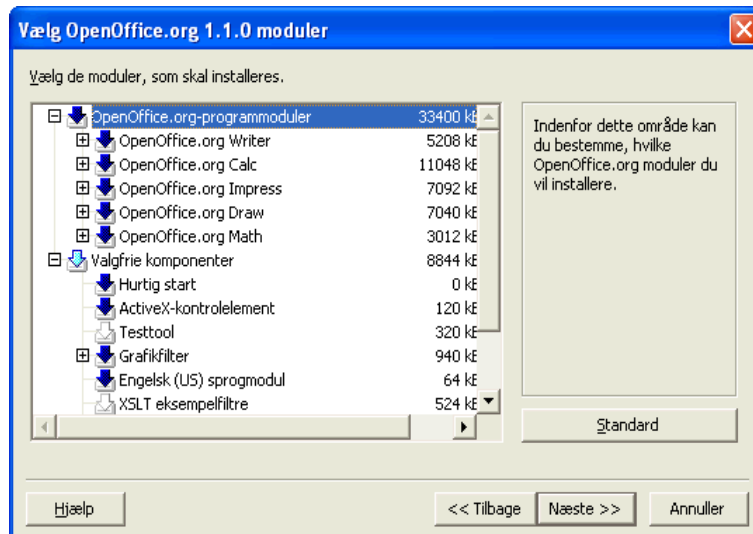 Vælg OpenOffice.org 1.1.0 moduler
Vælg de moduler, som skal installeres.
OpenOffice.org-programmoduler 33400 kB
OpenOffice.org Writer 5208 kB
OpenOffice.org Calc 11048 kB
OpenOffice.org Impress 7092 kB
OpenOffice.org Draw 7040 kB
OpenOffice.org Math 3012 kB
Valgfrie komponenter 8844 kB
Hurtig start 0 kB
ActiveX-kontrolelement 120 kB
Testtool 320 kB
Grafikfilter 940 kB
Engelsk (US) sprogmodul 64 kB
XSLT eksempelfiltre 524 kB
Indenfor dette område kan
du bestemme, hvilke
OpenOffice.org moduler du
vil installere.
Standard
Hjælp
<< Tilbage
Næste >>
Annuller